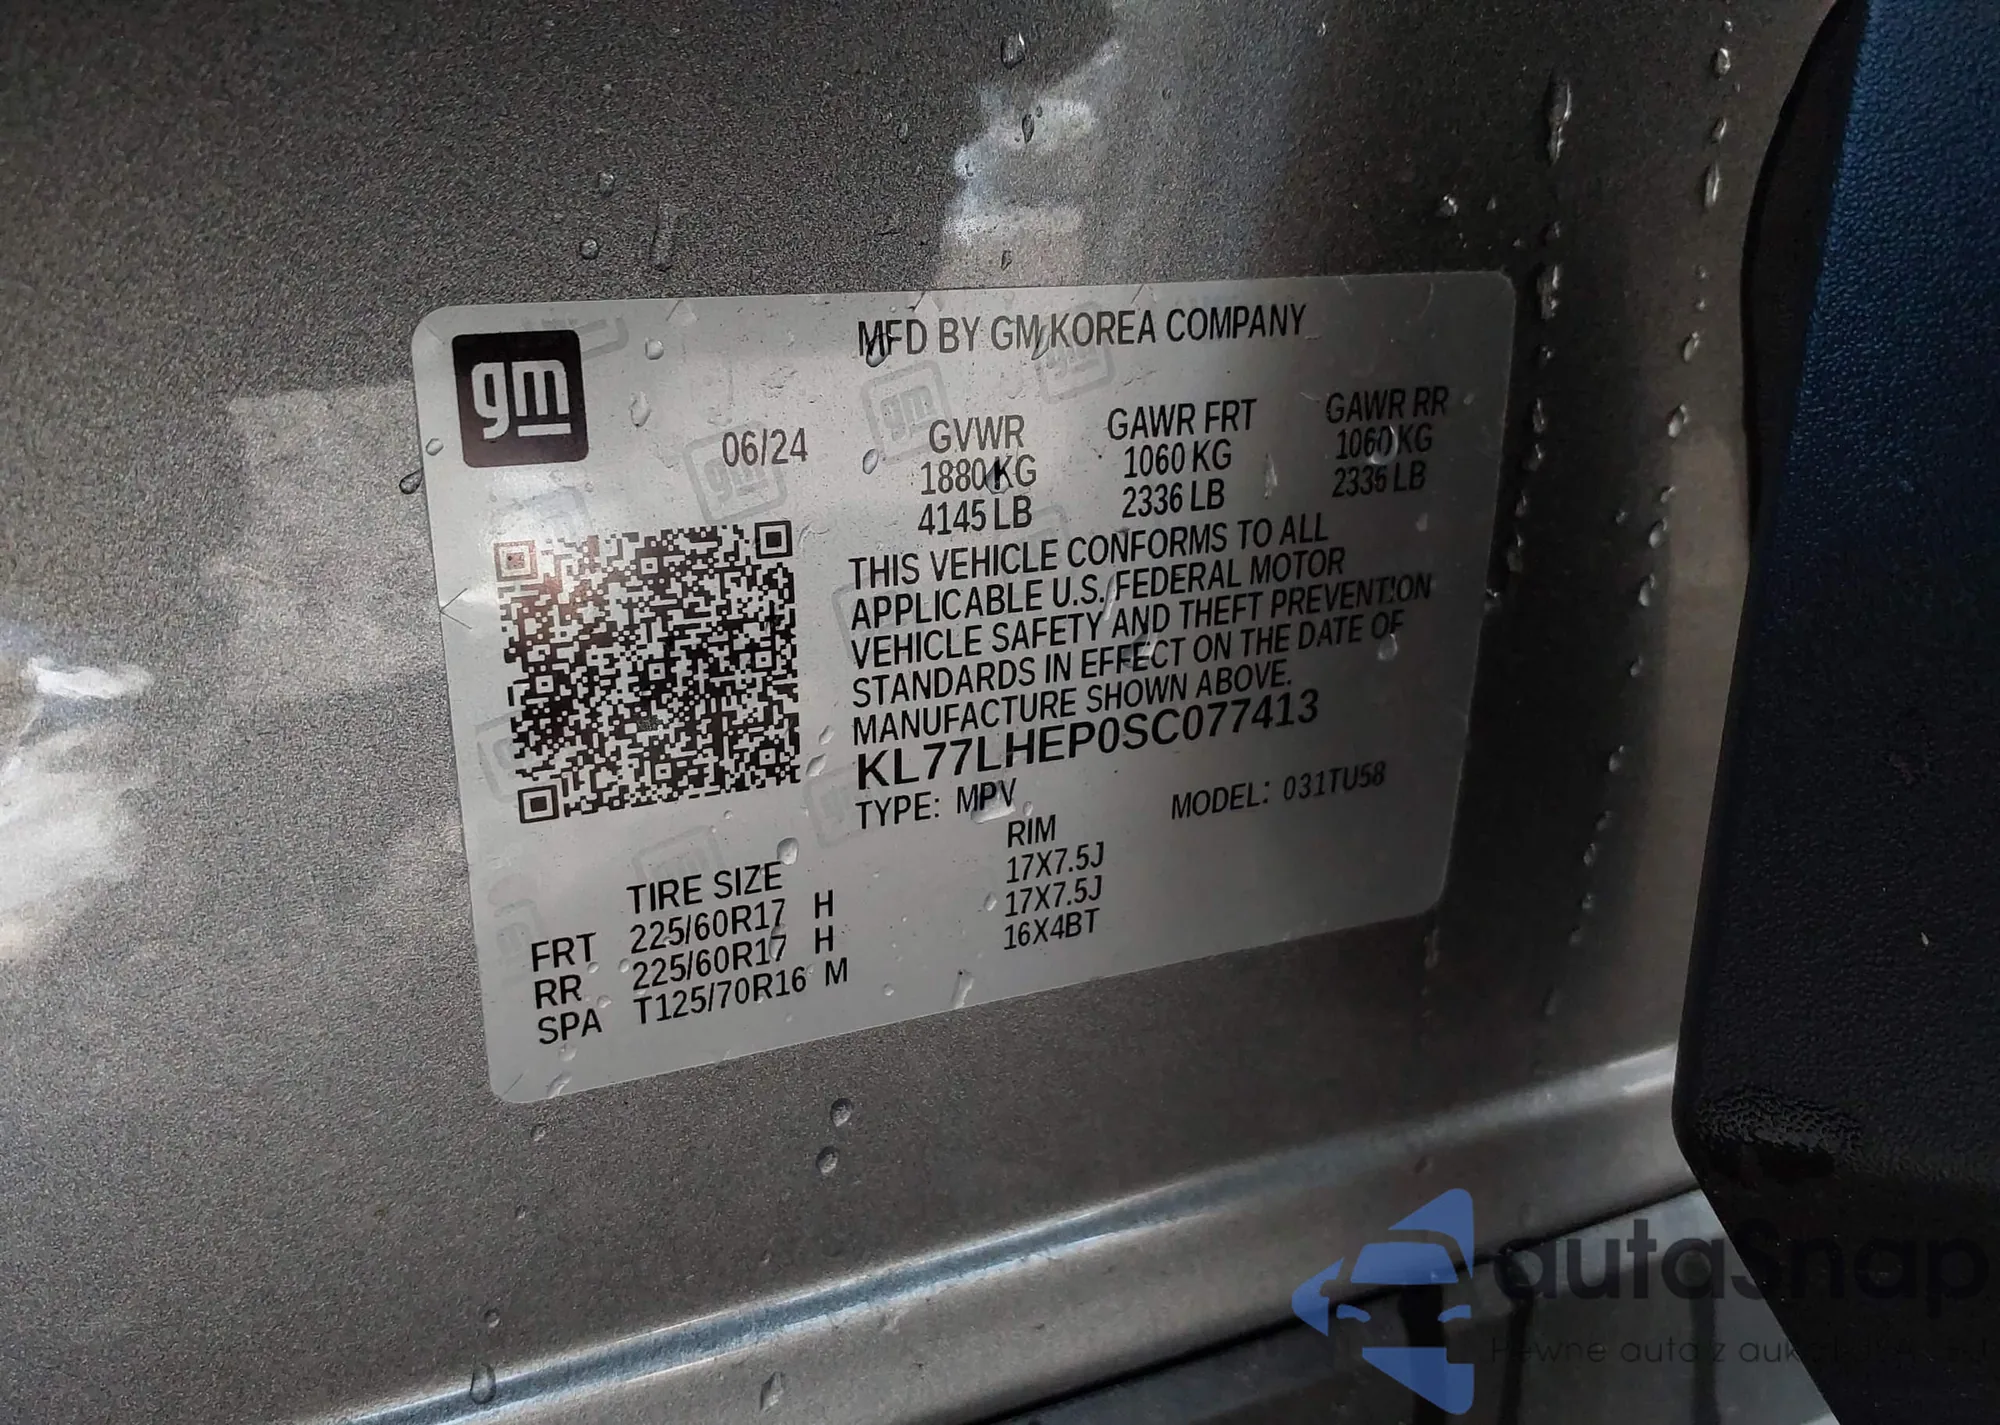 gm
MFD BY GM KOREA COMPANY
06/24
GVWR GAWR FRT GAWR RR
1880 KG 1060 KG 1060 KG
4145 LB 2336 LB 2336 LB
THIS VEHICLE CONFORMS TO ALL
APPLICABLE U.S. FEDERAL MOTOR
VEHICLE SAFETY AND THEFT PREVENTION
STANDARDS IN EFFECT ON THE DATE OF
MANUFACTURE SHOWN ABOVE.
KL77LHEP0SC077413
TYPE: MPV MODEL: 031TU58
TIRE SIZE RIM
FRT 225/60R17 H 17X7.5J
RR 225/60R17 H 17X7.5J
SPA T125/70R16 M 16X4BT
autasnap
Pewne auta z